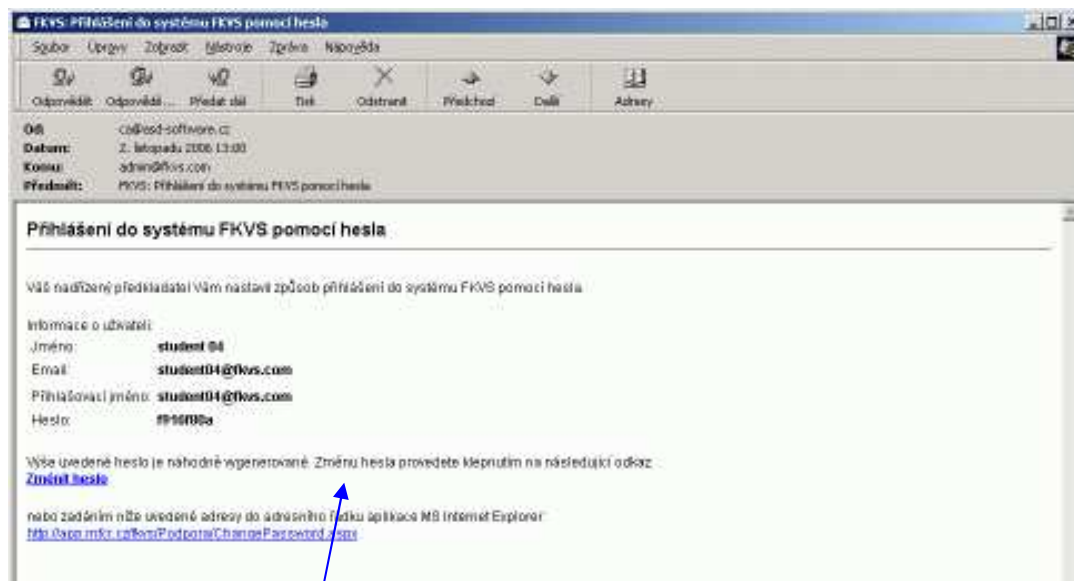 FKVS: Přihlášení do systému FKVS pomocí hesla
Soubor Úpravy Zobrazit Nástroje Zpráva Nápověda
Odpovědět Odpovědě... Předat dál Tisk Odstranit Předchozí Další Adresy
Od: ca@asd-software.cz
Datum: 2. listopadu 2006 13:00
Komu: admin@fkvs.com
Předmět: FKVS: Přihlášení do systému FKVS pomocí hesla
Přihlášení do systému FKVS pomocí hesla
Váš nadřízený předkladatel Vám nastavil způsob přihlášení do systému FKVS pomocí hesla.
Informace o uživateli:
Jméno: student 04
Email: student04@fkvs.com
Přihlašovací jméno: student04@fkvs.com
Heslo:
Výše uvedené heslo je náhodně vygenerované. Změnu hesla provedete klepnutím na následující odkaz
Změnit heslo
nebo zadáním níže uvedené adresy do adresního řádku aplikace MS Internet Explorer: